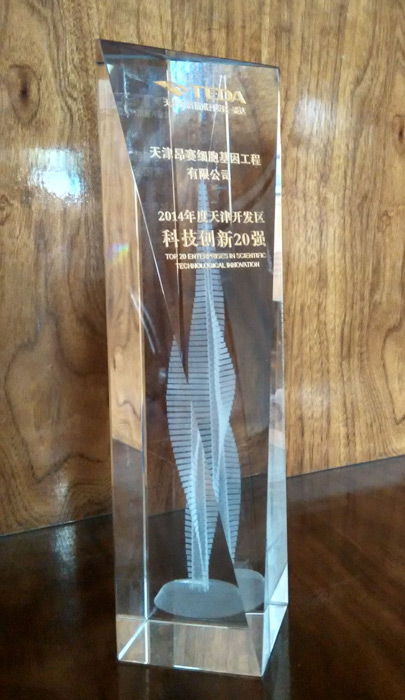 TEDA
天津昂赛细胞基因工程
有限公司
2014年度天津开发区
科技创新20强
TOP 20 ENTERPRISES IN SCIENTIFIC
TECHNOLOGICAL INNOVATION